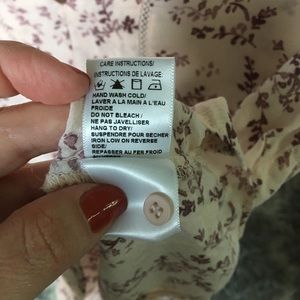 CARE INSTRUCTIONS/
INSTRUCTIONS DE LAVAGE:
HAND WASH COLD/
LAVER A LA MAIN A L'EAU
FROIDE
DO NOT BLEACH/
NE PAS JAVELLISER
HANG TO DRY/
SUSPENDRE POUR SECHER
IRON LOW ON REVERSE
SIDE/
REPASSER AU FER FROID